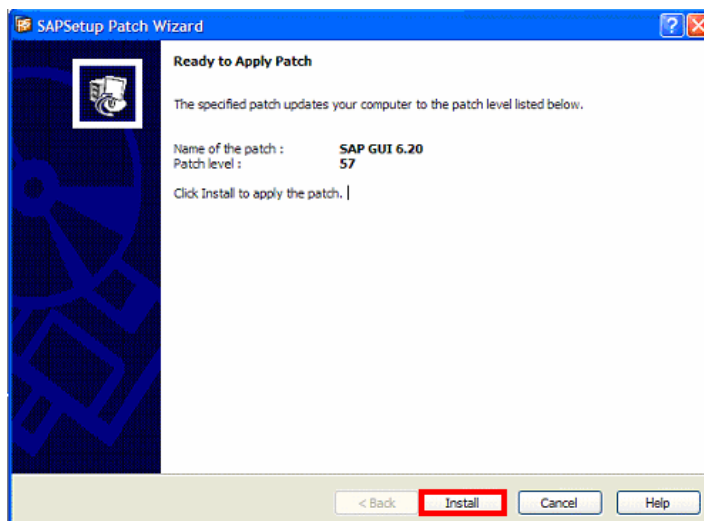 SAPSetup Patch Wizard
Ready to Apply Patch
The specified patch updates your computer to the patch level listed below.
Name of the patch : SAP GUI 6.20
Patch level : 57
Click Install to apply the patch.
< Back Install Cancel Help